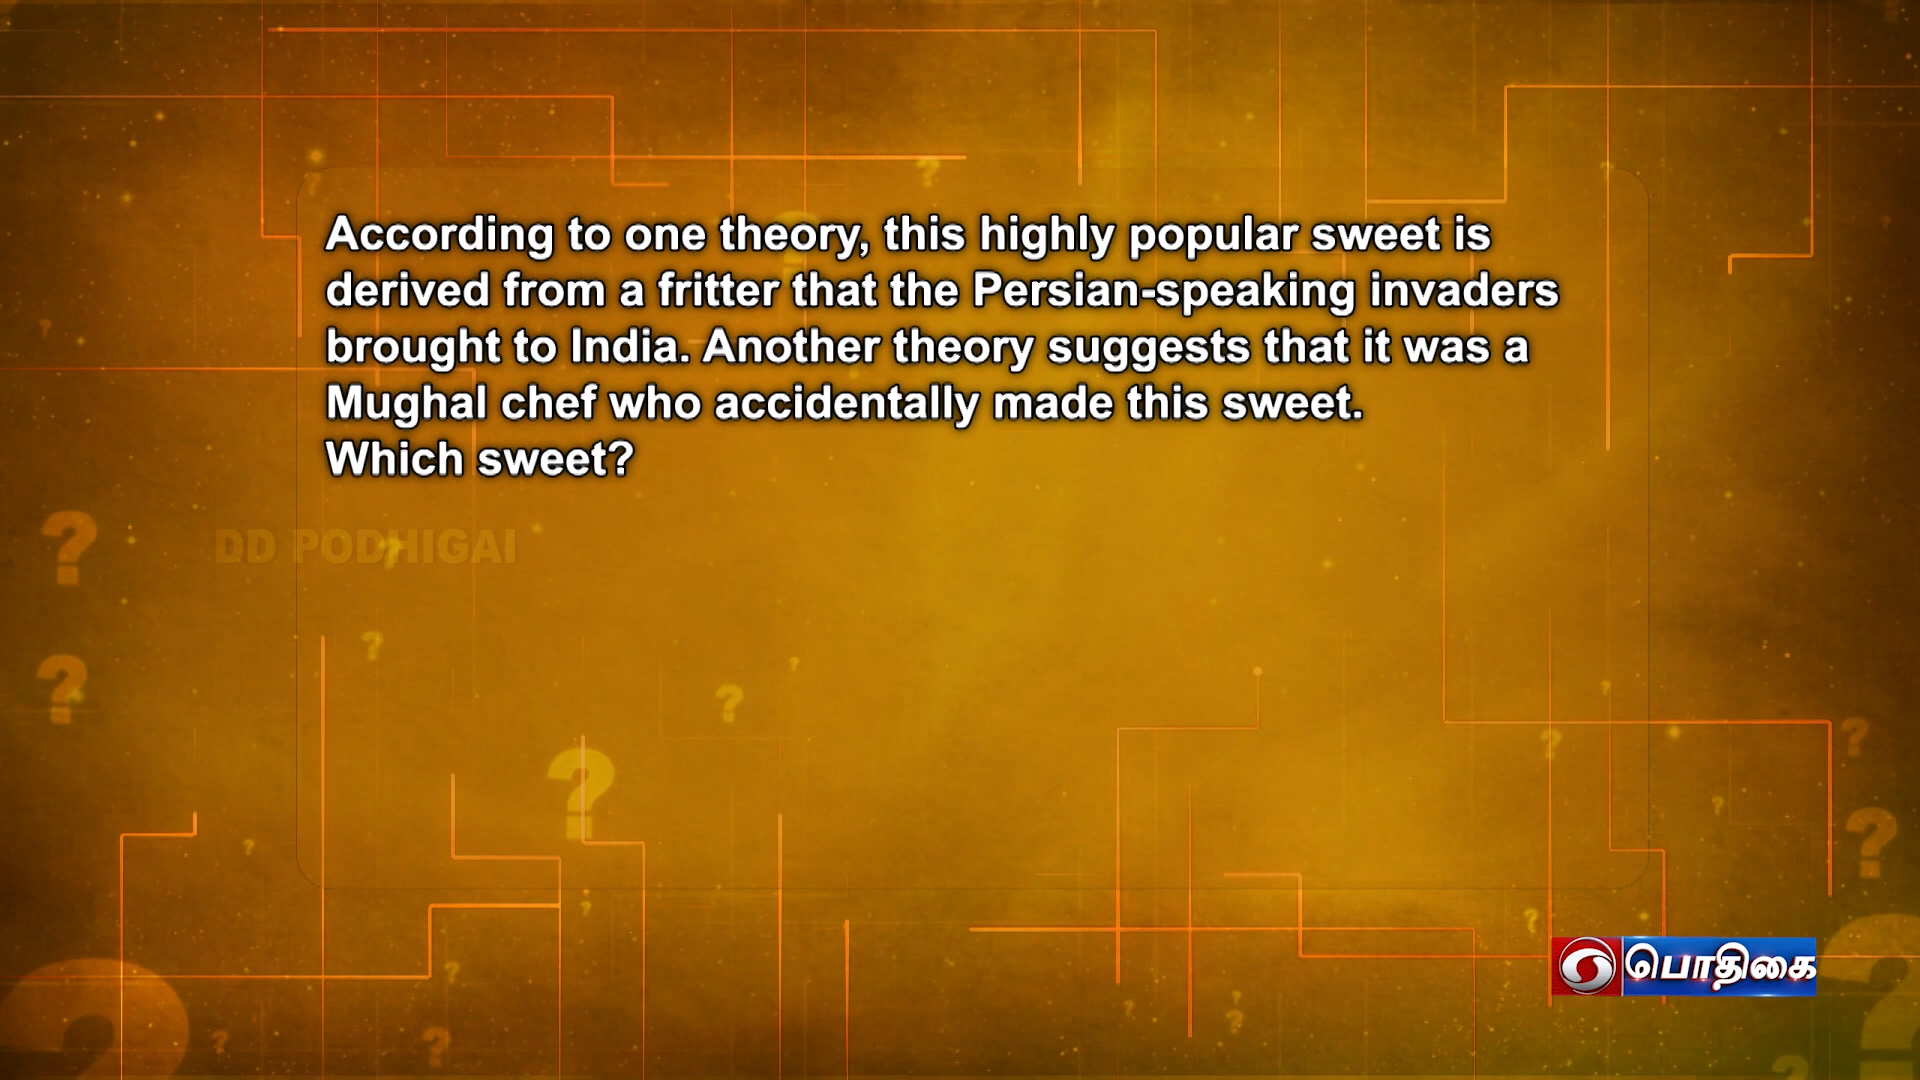 According to one theory, this highly popular sweet is
derived from a fritter that the Persian-speaking invaders
brought to India. Another theory suggests that it was a
Mughal chef who accidentally made this sweet.
Which sweet?
DD PODHIGAI
பொதிகை